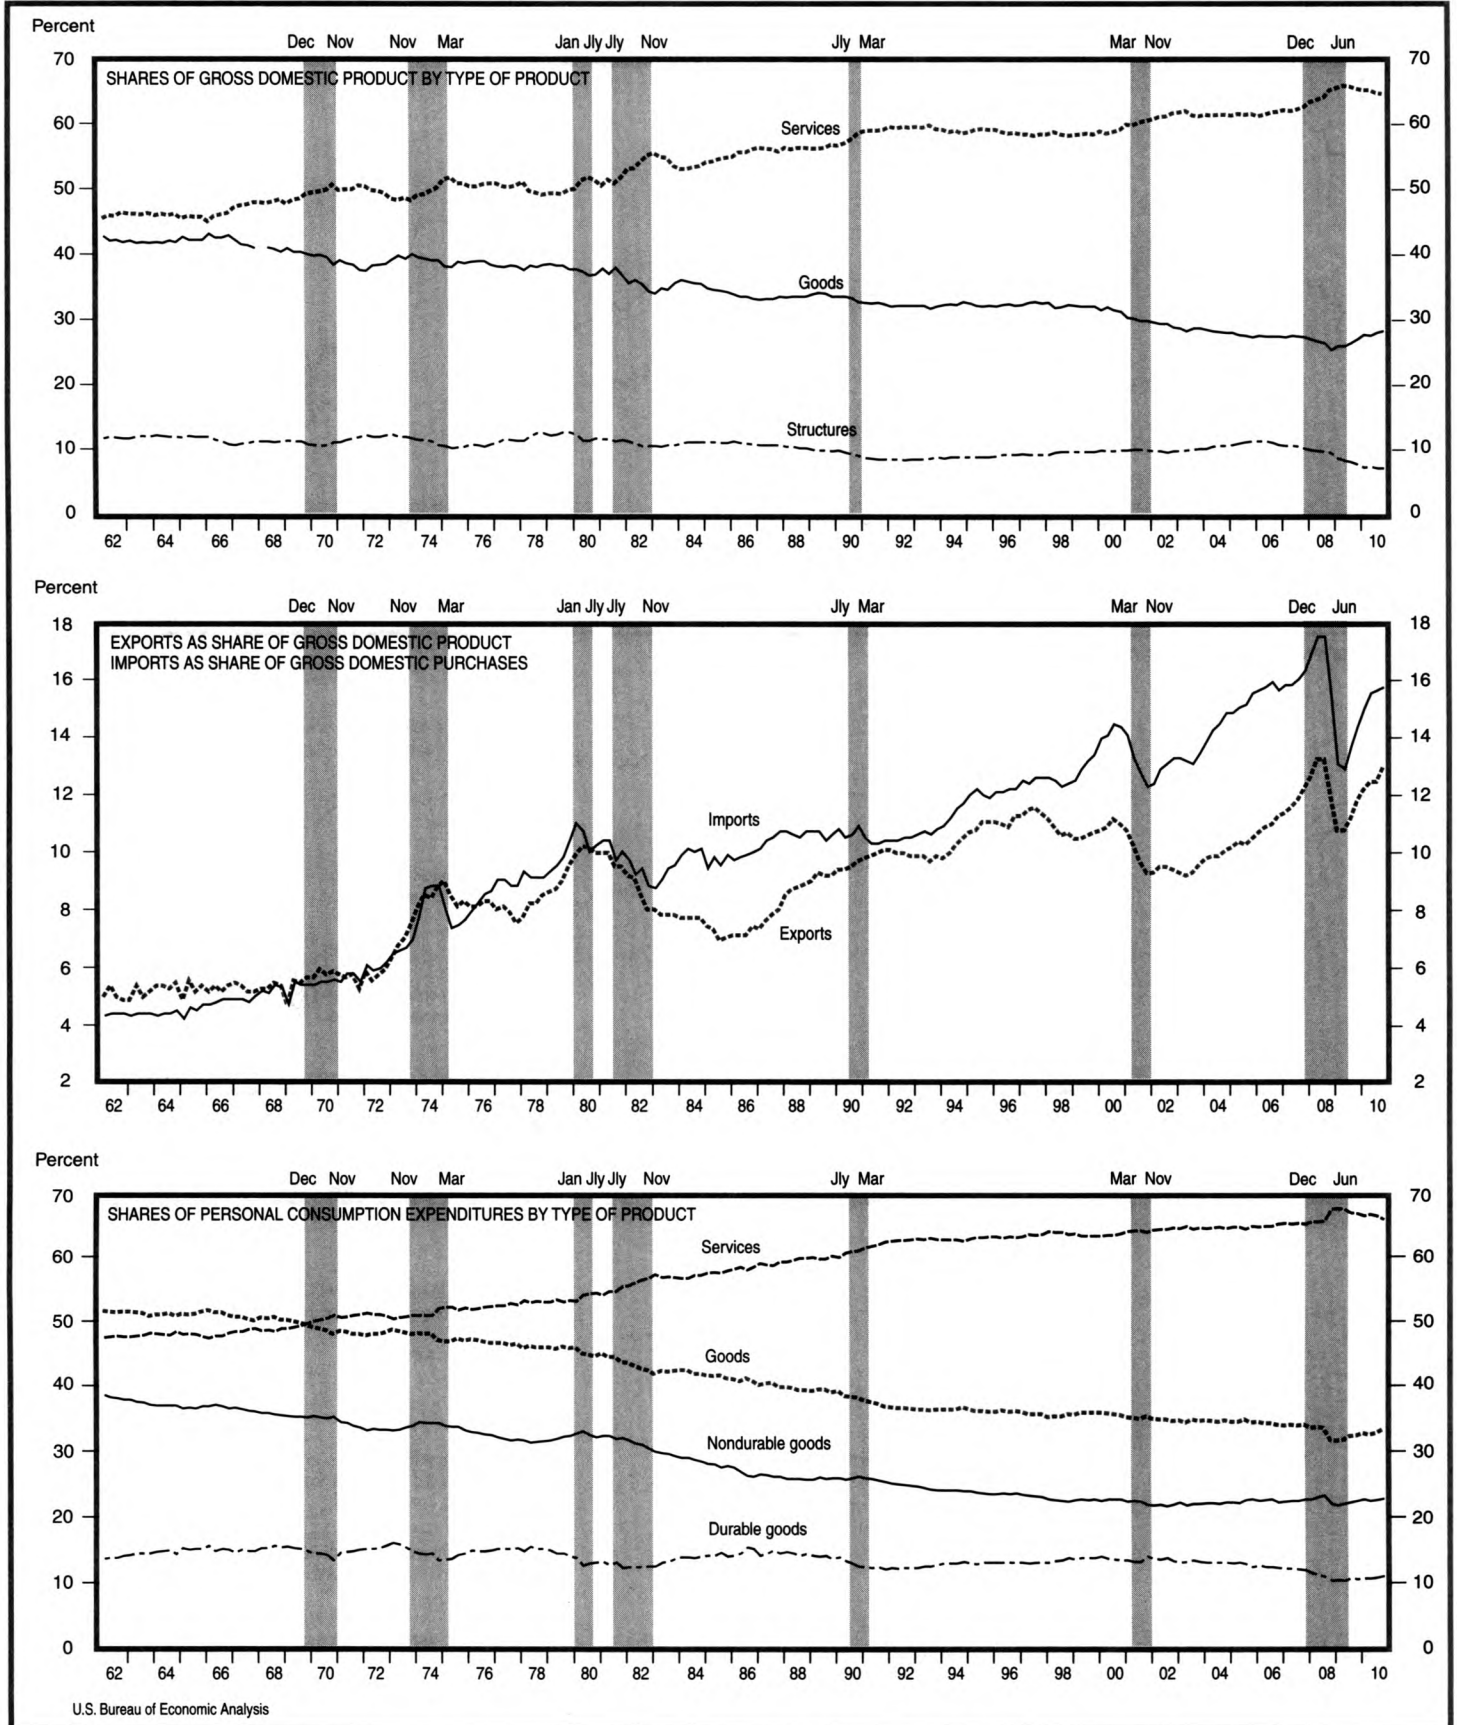 Percent
Dec Nov Nov Mar Jan Jly Jly Nov Jly Mar Mar Nov Dec Jun
70 70
SHARES OF GROSS DOMESTIC PRODUCT BY TYPE OF PRODUCT
60 60
Services
50 50
40 40
Goods
30 30
20 20
Structures
10 10
0 0
62 64 66 68 70 72 74 76 78 80 82 84 86 88 90 92 94 96 98 00 02 04 06 08 10
Percent
Dec Nov Nov Mar Jan Jly Jly Nov Jly Mar Mar Nov Dec Jun
18 18
EXPORTS AS SHARE OF GROSS DOMESTIC PRODUCT
IMPORTS AS SHARE OF GROSS DOMESTIC PURCHASES
16 16
14 14
12 12
Imports
10 10
8 8
Exports
6 6
4 4
2 2
62 64 66 68 70 72 74 76 78 80 82 84 86 88 90 92 94 96 98 00 02 04 06 08 10
Percent
Dec Nov Nov Mar Jan Jly Jly Nov Jly Mar Mar Nov Dec Jun
70 70
SHARES OF PERSONAL CONSUMPTION EXPENDITURES BY TYPE OF PRODUCT
Services
60 60
50 50
Goods
40 40
Nondurable goods
30 30
20 20
Durable goods
10 10
0 0
62 64 66 68 70 72 74 76 78 80 82 84 86 88 90 92 94 96 98 00 02 04 06 08 10
U.S. Bureau of Economic Analysis